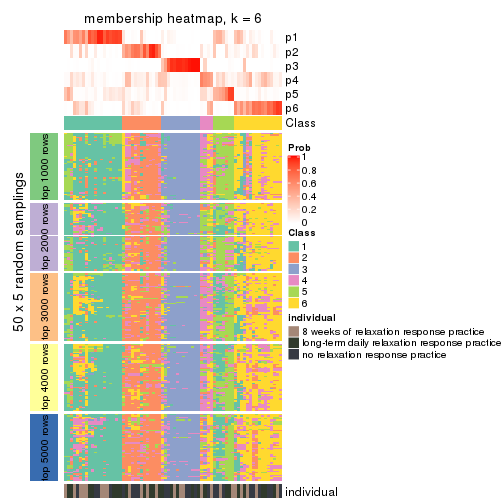 membership heatmap, k = 6
p1
p2
p3
p4
p5
p6
Class
50 x 5 random samplings
top 1000 rows
top 2000 rows
top 3000 rows
top 4000 rows
top 5000 rows
Prob
1
0.8
0.6
0.4
0.2
0
Class
1
2
3
4
5
6
individual
8 weeks of relaxation response practice
long-term daily relaxation response practice
no relaxation response practice
individual